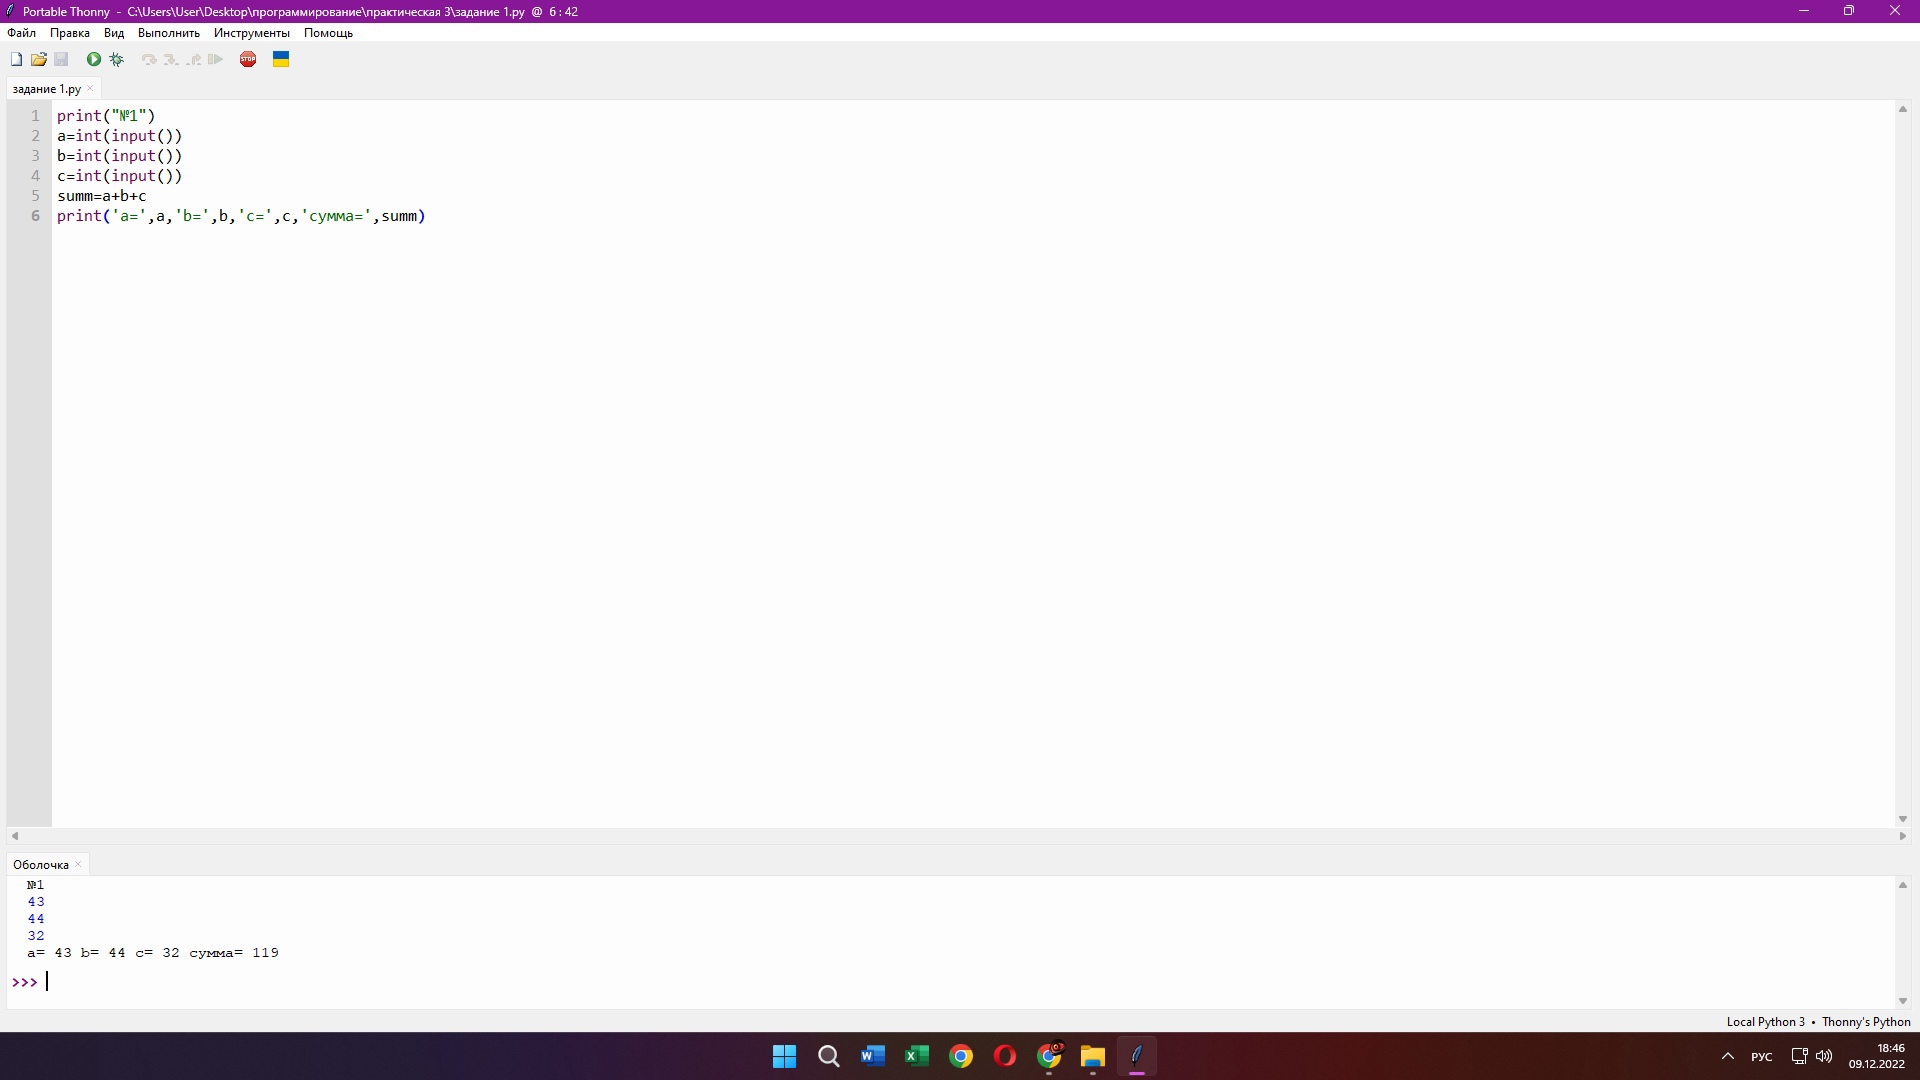 Portable Thonny - C:\Users\User\Desktop\программирование\практическая 3\задание 1.py @ 6 : 42
Файл Правка Вид Выполнить Инструменты Помощь
STOP
задание 1.py ×
1 print("№1")
2 a=int(input())
3 b=int(input())
4 c=int(input())
5 summ=a+b+c
6 print('a=',a,'b=',b,'c=',c,'сумма=',summ)
Оболочка ×
№1
43
44
32
a= 43 b= 44 c= 32 сумма= 119
>>>
Local Python 3 • Thonny's Python
РУС
18:46
09.12.2022